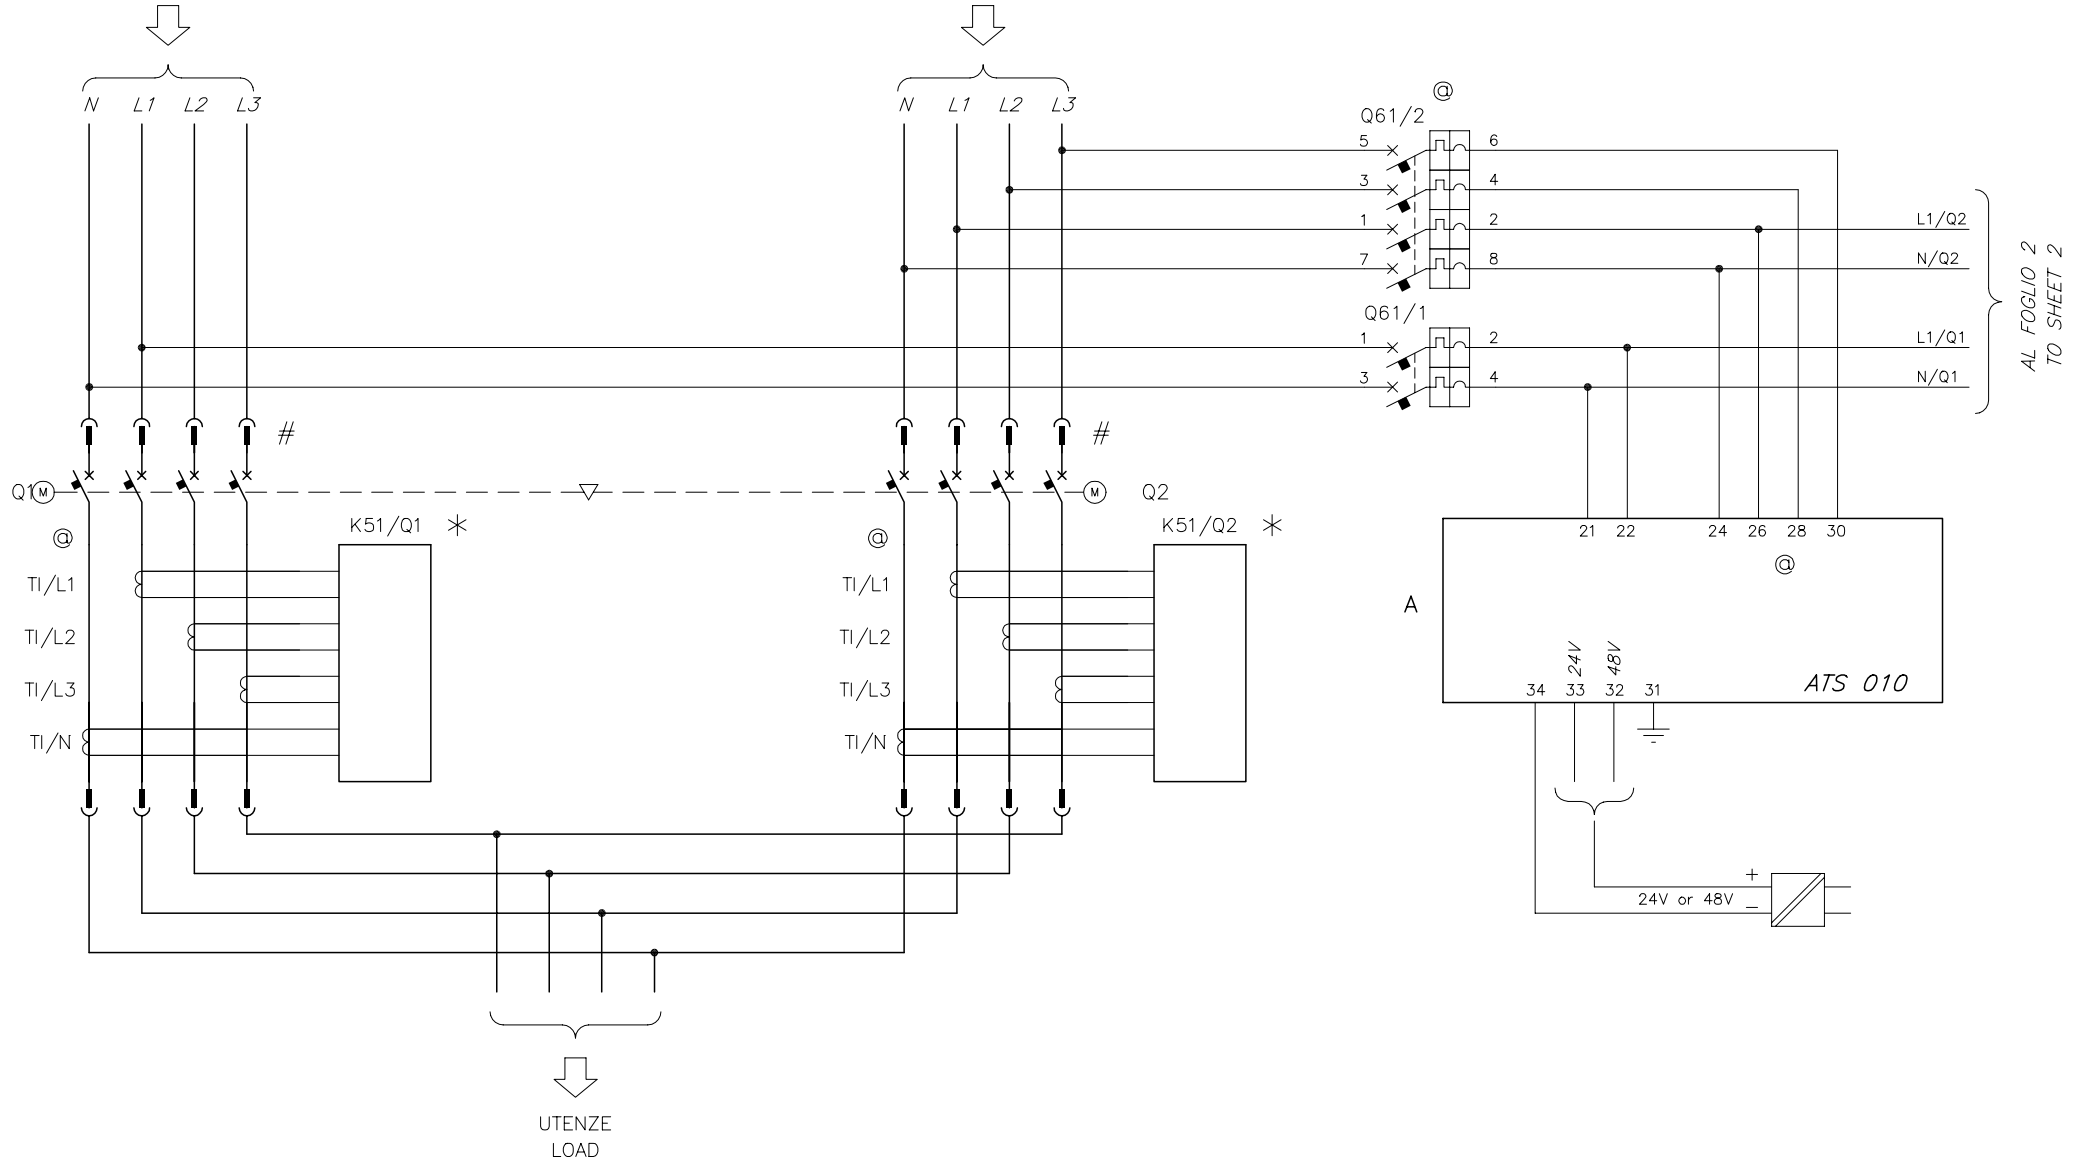 N L1 L2 L3
N L1 L2 L3
@
Q61/2
5 6
3 4
1 2 L1/Q2
7 8 N/Q2
Q61/1
1 2 L1/Q1
3 4 N/Q1
AL FOGLIO 2
TO SHEET 2
# #
Q1 M M Q2
K51/Q1 * K51/Q2 *
@ @
21 22 24 26 28 30
@
TI/L1 TI/L1
A
TI/L2 TI/L2
24V 48V
TI/L3 TI/L3
34 33 32 31 ATS 010
TI/N TI/N
+
24V or 48V −
UTENZE
LOAD